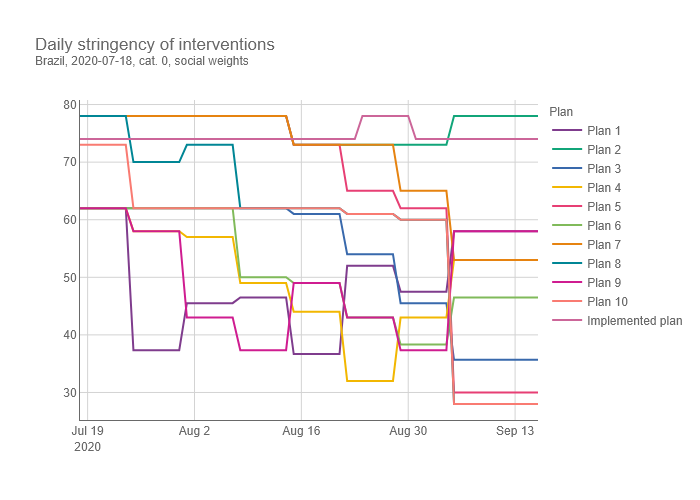 Daily stringency of interventions
Brazil, 2020-07-18, cat. 0, social weights
80
70
60
50
40
30
Jul 19
2020
Aug 2
Aug 16
Aug 30
Sep 13
Plan
Plan 1
Plan 2
Plan 3
Plan 4
Plan 5
Plan 6
Plan 7
Plan 8
Plan 9
Plan 10
Implemented plan